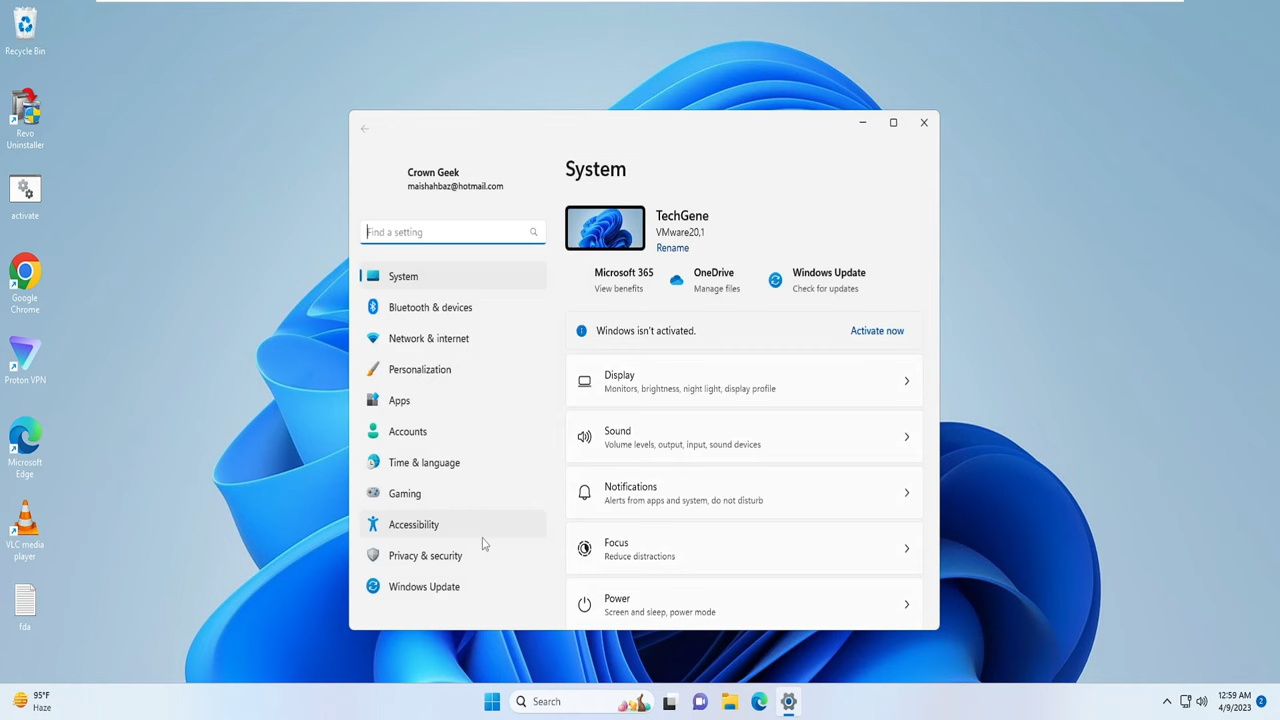 Recycle Bin
Revo
Uninstaller
activate
Google
Chrome
Proton VPN
Microsoft
Edge
VLC media
player
fda
Crown Geek
maishahbaz@hotmail.com
Find a setting
System
Bluetooth & devices
Network & internet
Personalization
Apps
Accounts
Time & language
Gaming
Accessibility
Privacy & security
Windows Update
System
TechGene
VMware20,1
Rename
Microsoft 365
View benefits
OneDrive
Manage files
Windows Update
Check for updates
Windows isn't activated.
Activate now
Display
Monitors, brightness, night light, display profile
Sound
Volume levels, output, input, sound devices
Notifications
Alerts from apps and system, do not disturb
Focus
Reduce distractions
Power
Screen and sleep, power mode
95°F
Haze
Search
12:59 AM
4/9/2023
2